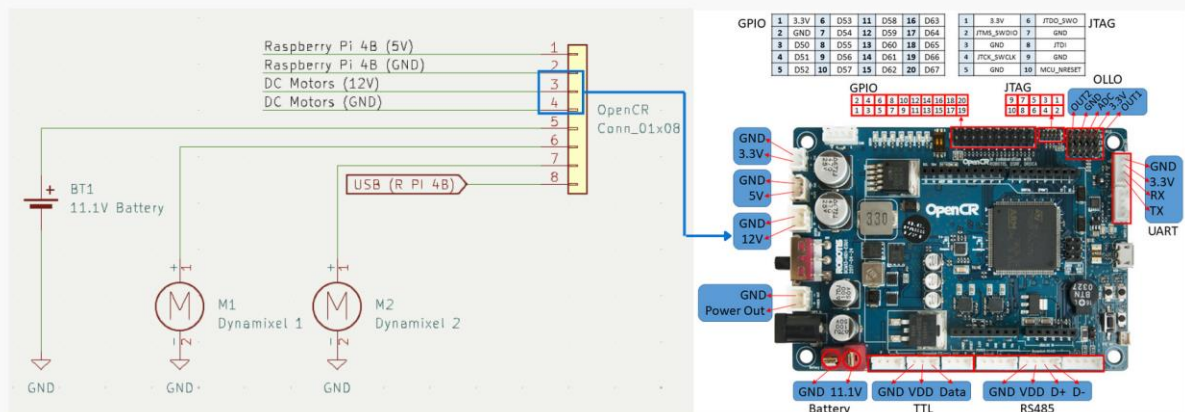 Raspberry Pi 4B (5V)
Raspberry Pi 4B (GND)
DC Motors (12V)
DC Motors (GND)
1
2
3
4
5
6
7
8
OpenCR
Conn_01x08
USB (R PI 4B)
+
BT1
11.1V Battery
+
1
M
M1
Dynamixel 1
-
2
+
1
M
M2
Dynamixel 2
-
2
GND
GND
GND
GPIO
1 3.3V 6 D53 11 D58 16 D63
2 GND 7 D54 12 D59 17 D64
3 D50 8 D55 13 D60 18 D65
4 D51 9 D56 14 D61 19 D66
5 D52 10 D57 15 D62 20 D67
JTAG
1 3.3V 6 JTDO_SWO
2 JTMS_SWDIO 7 GND
3 GND 8 JTDI
4 JTCK_SWCLK 9 GND
5 GND 10 MCU_NRESET
GPIO
2 4 6 8 10 12 14 16 18 20
1 3 5 7 9 11 13 15 17 19
JTAG
9 7 5 3 1
10 8 6 4 2
OLLO
OUT2
GND
ADC
3.3V
OUT1
GND
3.3V
GND
5V
GND
12V
GND
Power Out
GND
3.3V
RX
TX
UART
OpenCR
330
GND 11.1V
Battery
GND VDD Data
TTL
GND VDD D+ D-
RS485